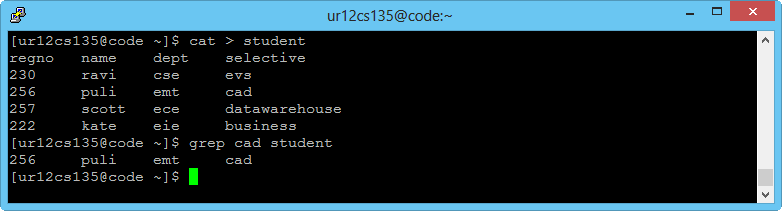 ur12cs135@code:~
[ur12cs135@code ~]$ cat > student
regno   name    dept    selective
230     ravi    cse     evs
256     puli    emt     cad
257     scott   ece     datawarehouse
222     kate    eie     business
[ur12cs135@code ~]$ grep cad student
256     puli    emt     cad
[ur12cs135@code ~]$